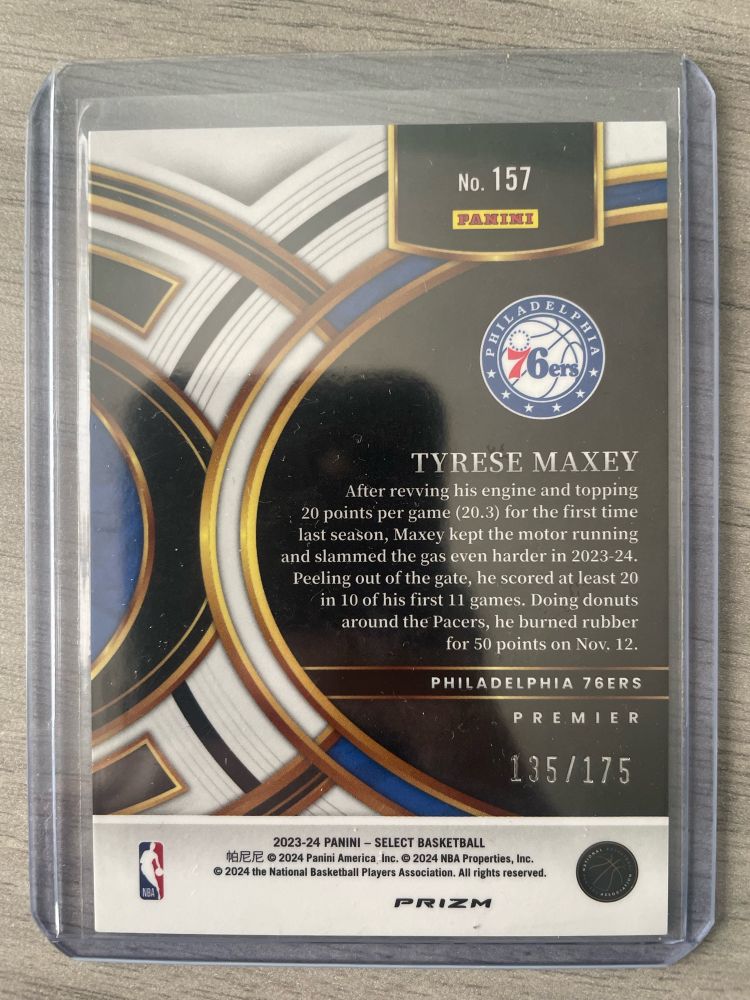 No. 157
PANINI
PHILADELPHIA
76ers
TYRESE MAXEY
After revving his engine and topping
20 points per game (20.3) for the first time
last season, Maxey kept the motor running
and slammed the gas even harder in 2023-24.
Peeling out of the gate, he scored at least 20
in 10 of his first 11 games. Doing donuts
around the Pacers, he burned rubber
for 50 points on Nov. 12.
PHILADELPHIA 76ERS
PREMIER
135/175
2023-24 PANINI – SELECT BASKETBALL
帕尼尼 © 2024 Panini America, Inc. © 2024 NBA Properties, Inc.
© 2024 the National Basketball Players Association. All rights reserved.
NBA
PRIZM